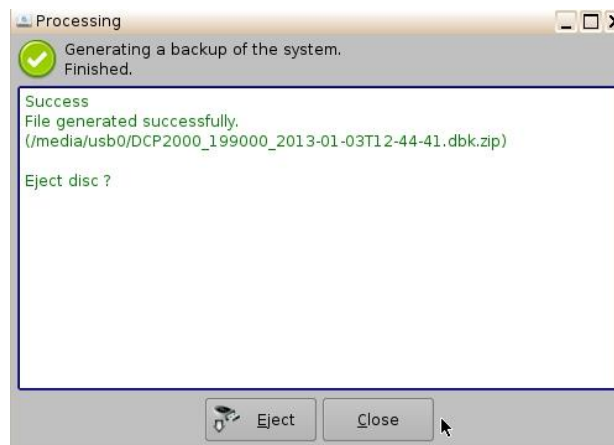 Processing
Generating a backup of the system.
Finished.
Success
File generated successfully.
(/media/usb0/DCP2000_199000_2013-01-03T12-44-41.dbk.zip)
Eject disc ?
Eject
Close